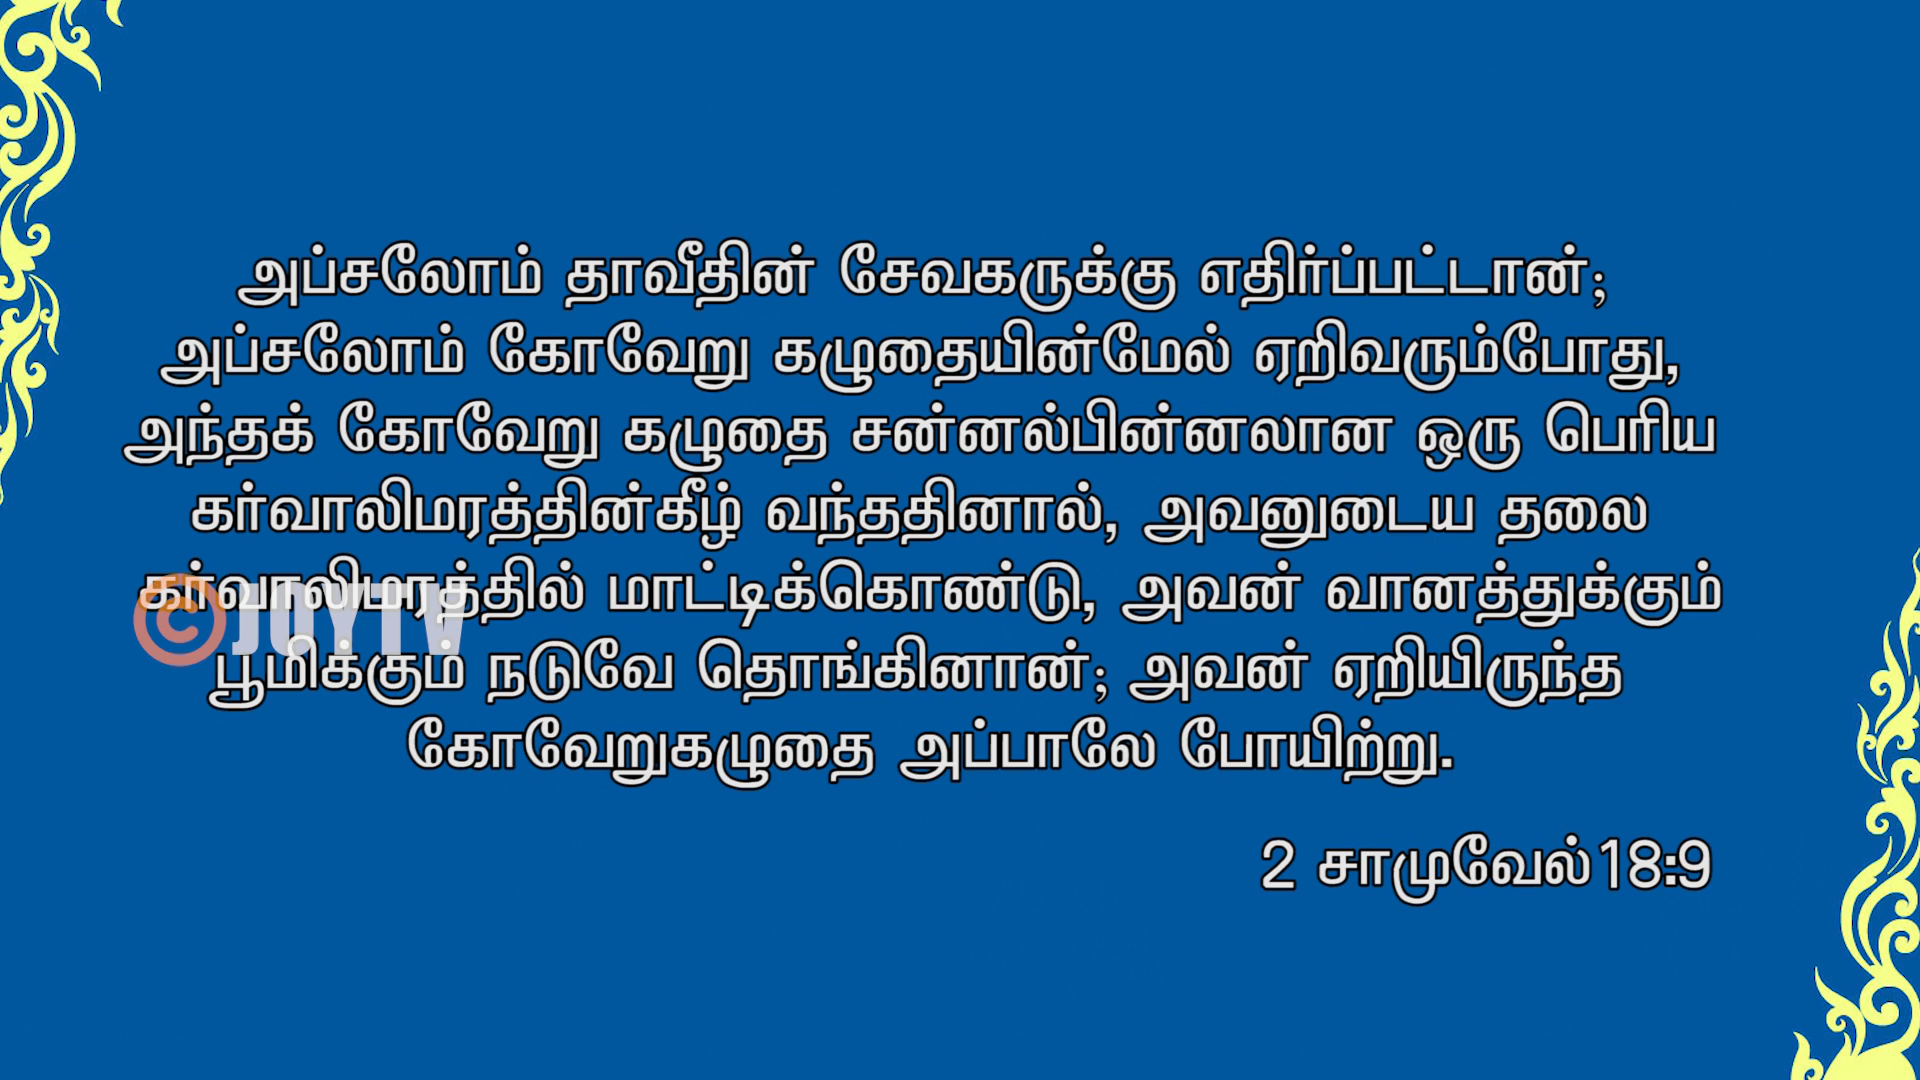 அப்சலோம் தாவீதின் சேவகருக்கு எதிர்ப்பட்டான்;
அப்சலோம் கோவேறு கழுதையின்மேல் ஏறிவரும்போது,
அந்தக் கோவேறு கழுதை சன்னல்பின்னலான ஒரு பெரிய
கர்வாலிமரத்தின்கீழ் வந்ததினால், அவனுடைய தலை
கர்வாலிமரத்தில் மாட்டிக்கொண்டு, அவன் வானத்துக்கும்
© JOYTV
பூமிக்கும் நடுவே தொங்கினான்; அவன் ஏறியிருந்த
கோவேறுகழுதை அப்பாலே போயிற்று.
2 சாமுவேல்18:9